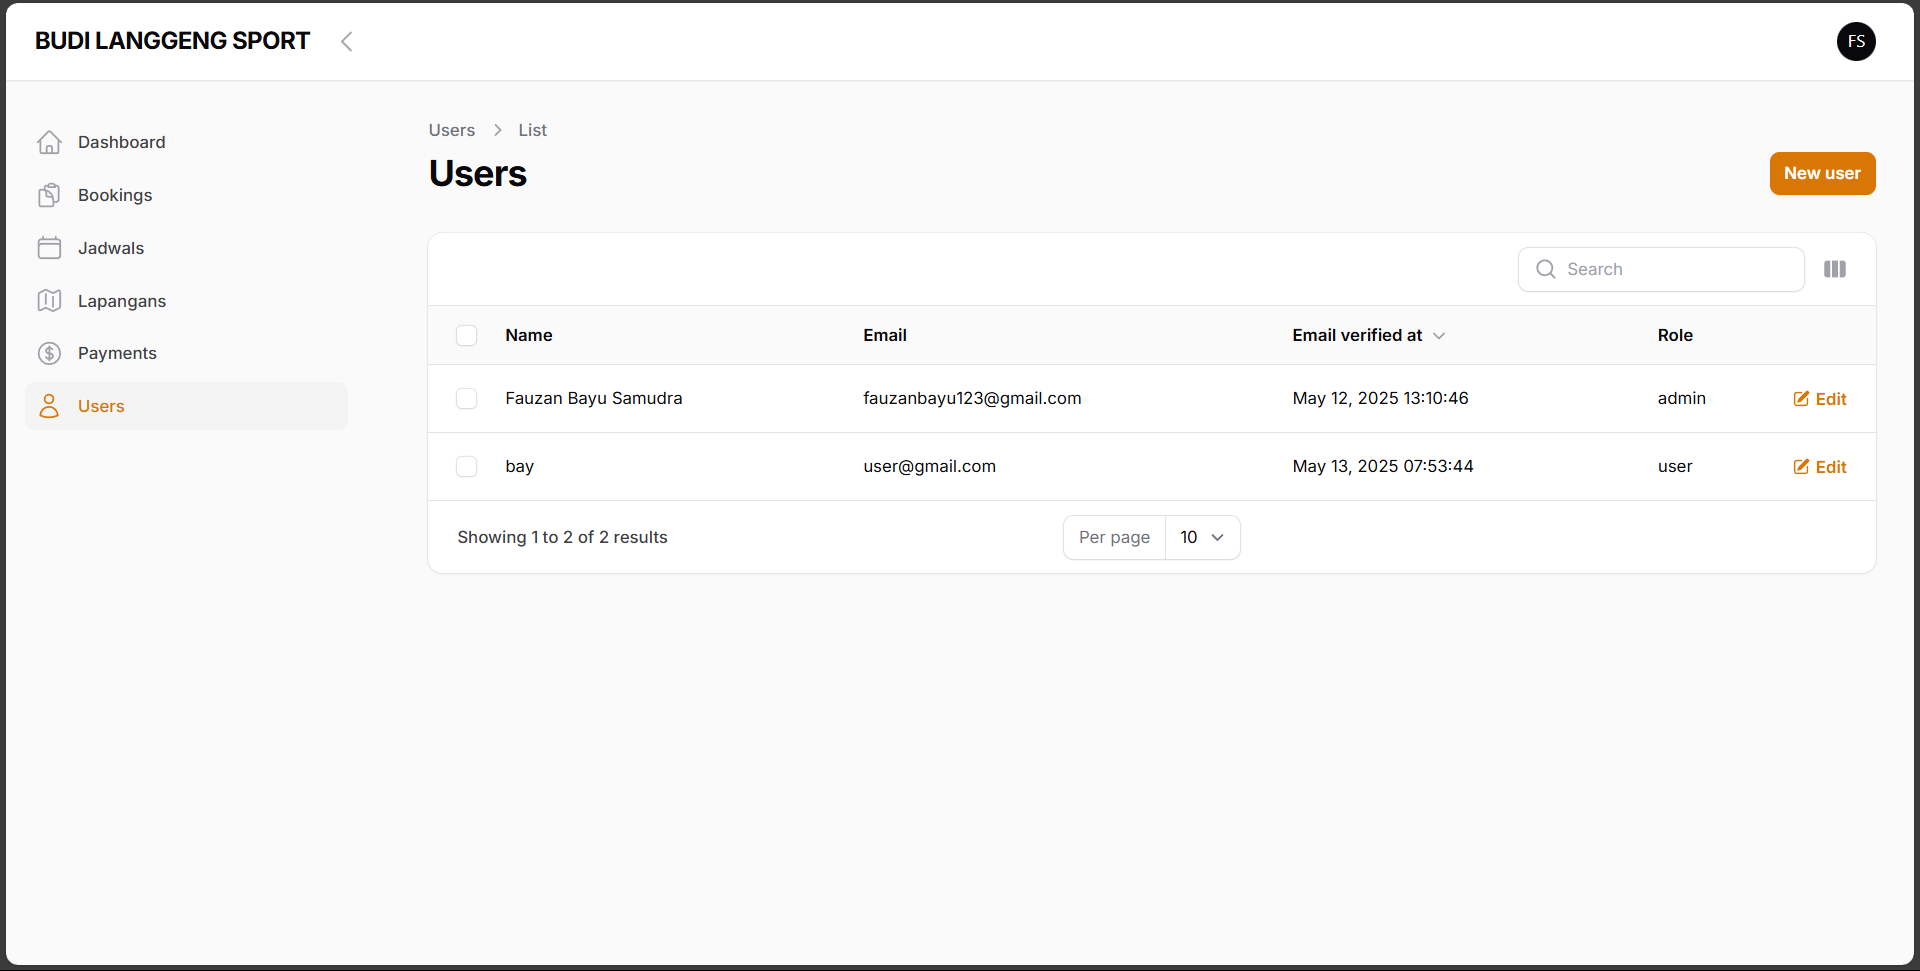 BUDI LANGGENG SPORT
FS
Dashboard
Bookings
Jadwals
Lapangans
Payments
Users
Users > List
Users
New user
Search
Name Email Email verified at Role
Fauzan Bayu Samudra fauzanbayu123@gmail.com May 12, 2025 13:10:46 admin Edit
bay user@gmail.com May 13, 2025 07:53:44 user Edit
Showing 1 to 2 of 2 results Per page 10